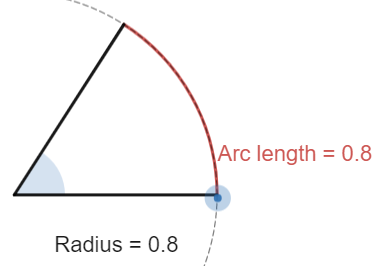 Arc length = 0.8
Radius = 0.8